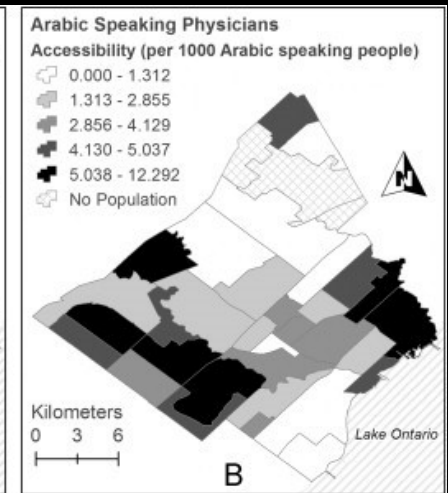 Arabic Speaking Physicians
Accessibility (per 1000 Arabic speaking people)
0.000 - 1.312
1.313 - 2.855
2.856 - 4.129
4.130 - 5.037
5.038 - 12.292
No Population
N
Kilometers
0 3 6
Lake Ontario
B